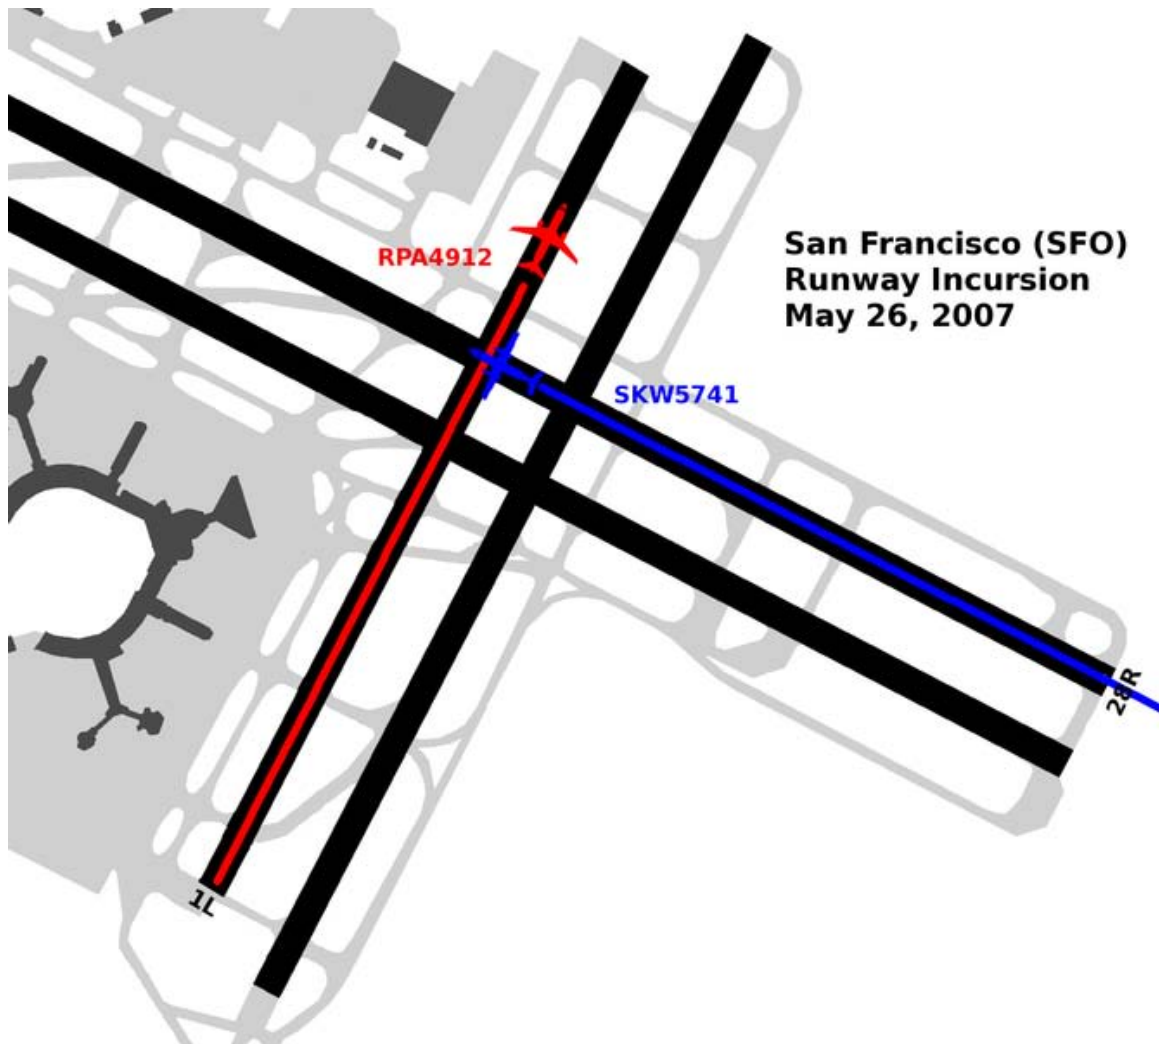 San Francisco (SFO)
Runway Incursion
May 26, 2007
RPA4912
SKW5741
28R
1L